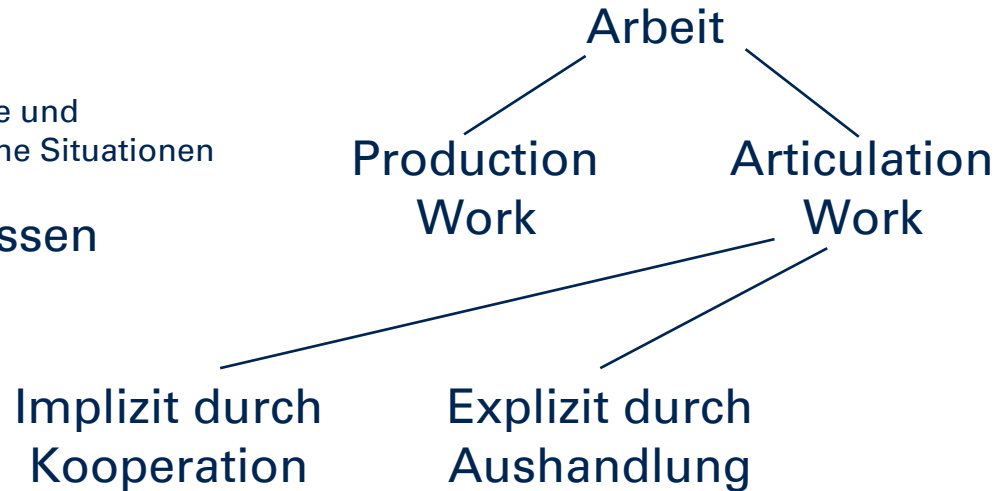 Arbeit
e und
ne Situationen
Production
Work
Articulation
Work
ssen
Implizit durch
Kooperation
Explizit durch
Aushandlung